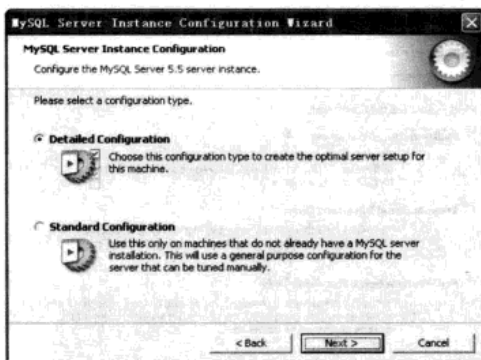 MySQL Server Instance Configuration Wizard
MySQL Server Instance Configuration
Configure the MySQL Server 5.5 server instance.
Please select a configuration type.
Detailed Configuration
Choose this configuration type to create the optimal server setup for
this machine.
Standard Configuration
Use this only on machines that do not already have a MySQL server
installation. This will use a general purpose configuration for the
server that can be tuned manually.
< Back
Next >
Cancel